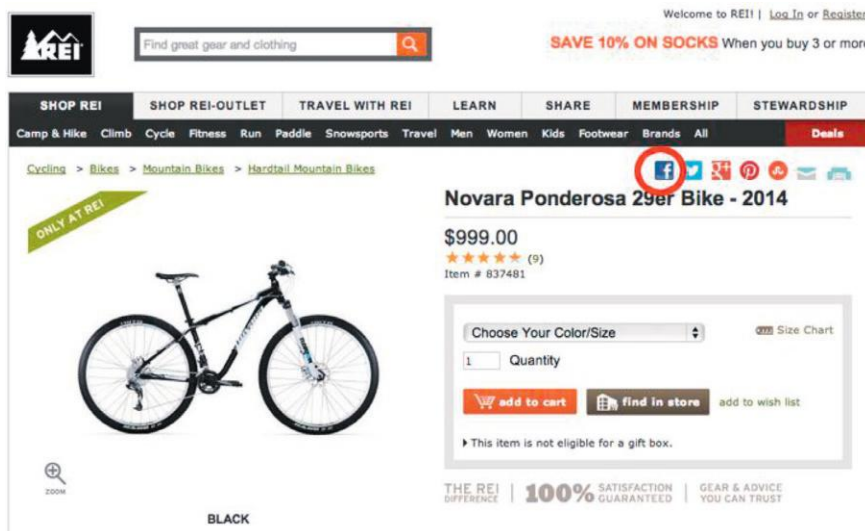 Welcome to REI! | Log In or Register
REI
Find great gear and clothing
SAVE 10% ON SOCKS When you buy 3 or more
SHOP REI SHOP REI-OUTLET TRAVEL WITH REI LEARN SHARE MEMBERSHIP STEWARDSHIP
Camp & Hike Climb Cycle Fitness Run Paddle Snowsports Travel Men Women Kids Footwear Brands All Deals
Cycling > Bikes > Mountain Bikes > Hardtail Mountain Bikes
ONLY AT REI
Novara Ponderosa 29er Bike - 2014
$999.00
(9)
Item # 837481
Choose Your Color/Size
Size Chart
1 Quantity
add to cart find in store add to wish list
This item is not eligible for a gift box.
ZOOM
THE REI DIFFERENCE | 100% SATISFACTION GUARANTEED | GEAR & ADVICE YOU CAN TRUST
BLACK